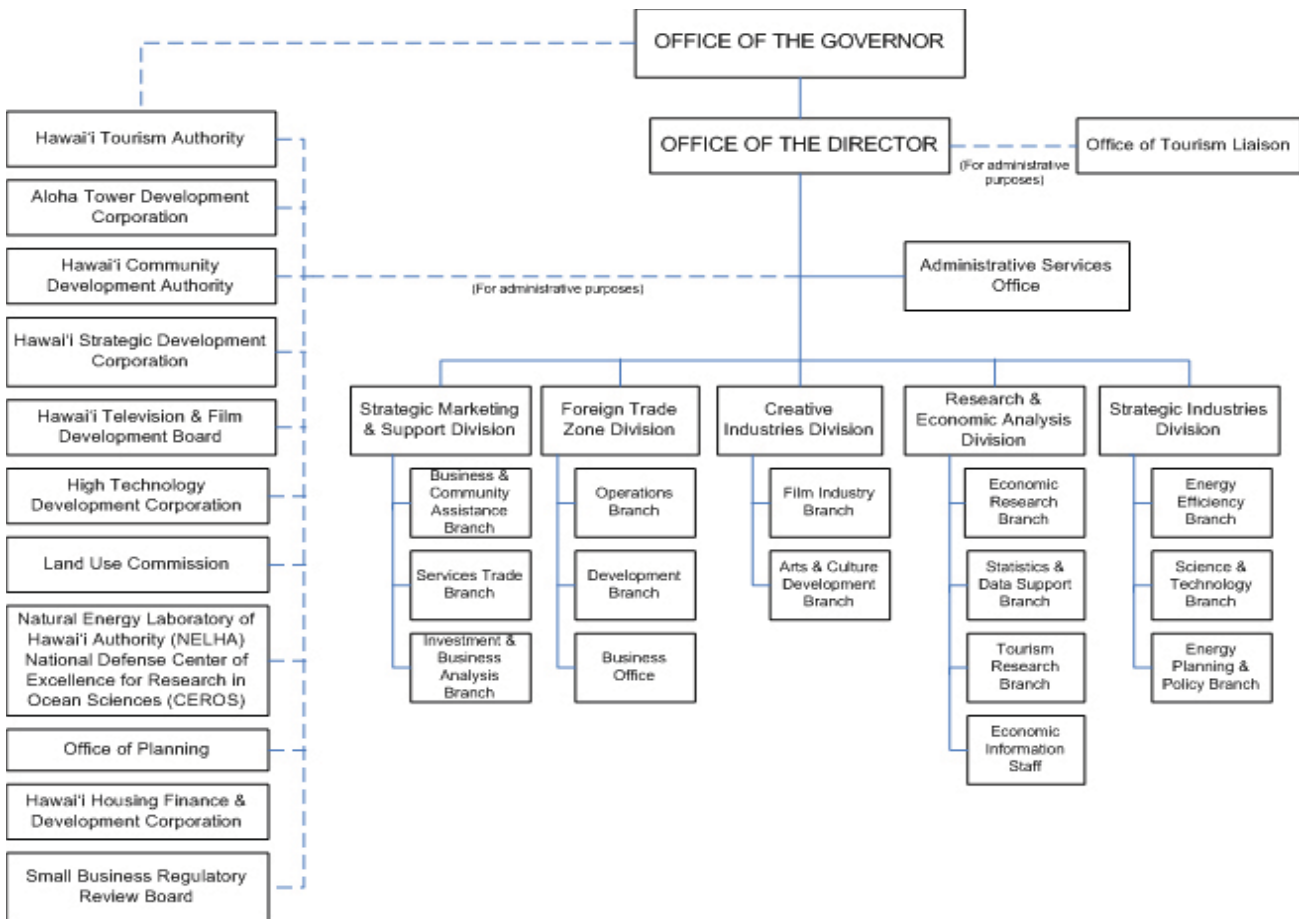 OFFICE OF THE GOVERNOR
OFFICE OF THE DIRECTOR
(For administrative
purposes)
Office of Tourism Liaison
Administrative Services
Office
(For administrative purposes)
Hawai'i Tourism Authority
Aloha Tower Development
Corporation
Hawai'i Community
Development Authority
Hawai'i Strategic Development
Corporation
Hawai'i Television & Film
Development Board
High Technology
Development Corporation
Land Use Commission
Natural Energy Laboratory of
Hawai'i Authority (NELHA)
National Defense Center of
Excellence for Research in
Ocean Sciences (CEROS)
Office of Planning
Hawai'i Housing Finance &
Development Corporation
Small Business Regulatory
Review Board
Strategic Marketing
& Support Division
Business &
Community
Assistance
Branch
Services Trade
Branch
Investment &
Business
Analysis
Branch
Foreign Trade
Zone Division
Operations
Branch
Development
Branch
Business
Office
Creative
Industries Division
Film Industry
Branch
Arts & Culture
Development
Branch
Research &
Economic Analysis
Division
Economic
Research
Branch
Statistics &
Data Support
Branch
Tourism
Research
Branch
Economic
Information
Staff
Strategic Industries
Division
Energy
Efficiency
Branch
Science &
Technology
Branch
Energy
Planning &
Policy Branch